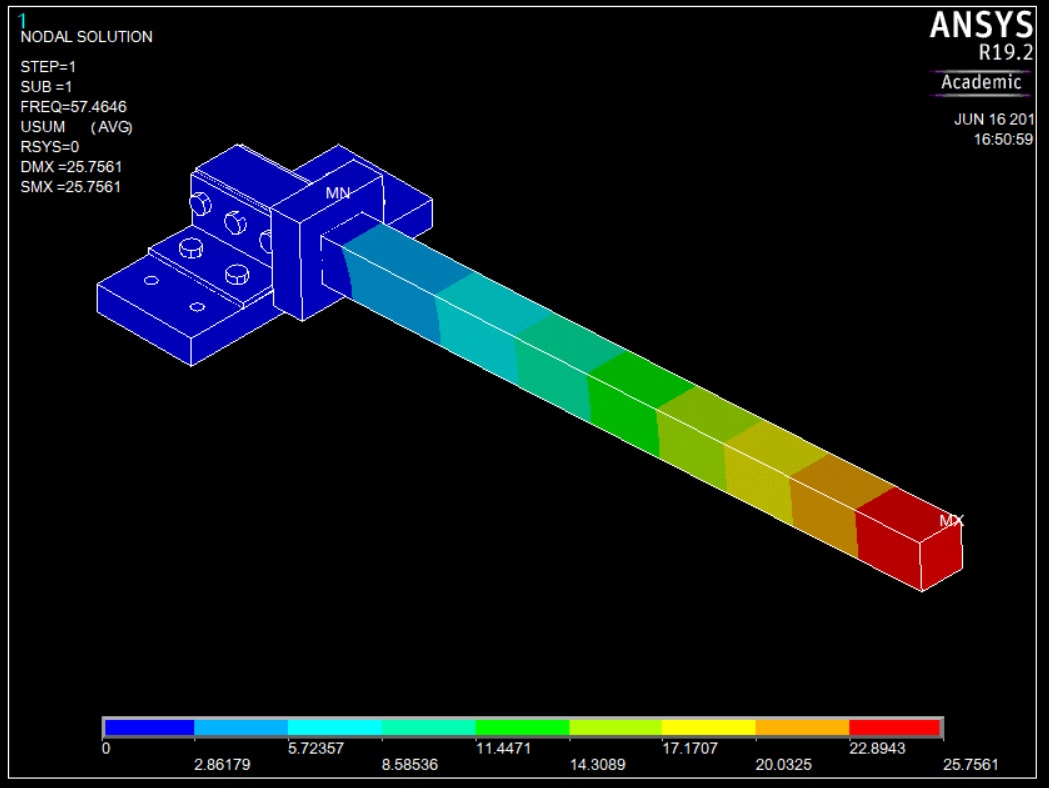 1
NODAL SOLUTION
STEP=1
SUB =1
FREQ=57.4646
USUM (AVG)
RSYS=0
DMX =25.7561
SMX =25.7561
ANSYS
R19.2
Academic
JUN 16 201
16:50:59
MN
MX
0 5.72357 11.4471 17.1707 22.8943
2.86179 8.58536 14.3089 20.0325 25.7561